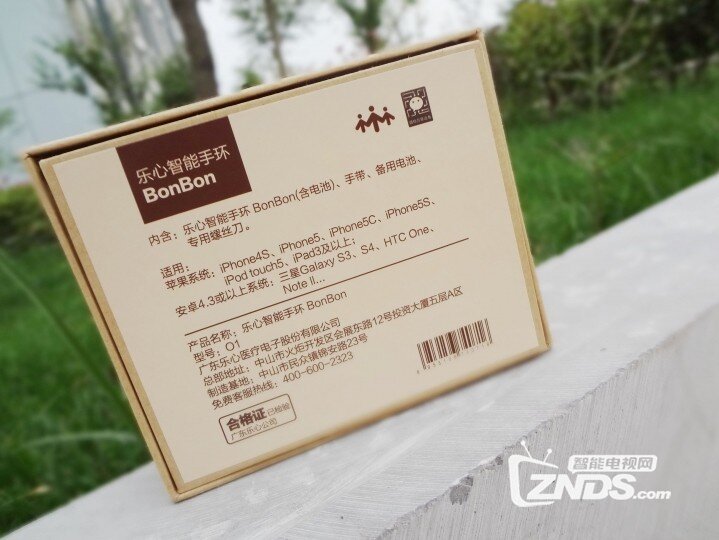 乐心智能手环
BonBon
内含：乐心智能手环 BonBon(含电池)、手带、备用电池、
专用螺丝刀。
适用：
苹果系统：iPhone4S、iPhone5、iPhone5C、iPhone5S、
iPod touch5、iPad3及以上；
安卓4.3或以上系统：三星Galaxy S3、S4、HTC One、
Note II...
产品名称：乐心智能手环 BonBon
型号：O1
广东乐心医疗电子股份有限公司
总部地址：中山市火炬开发区会展东路12号投资大厦五层A区
制造基地：中山市民众镇锦安路23号
免费客服热线：400-600-2323
合格证 已检验
广东乐心公司
智能电视网
ZNDS.com